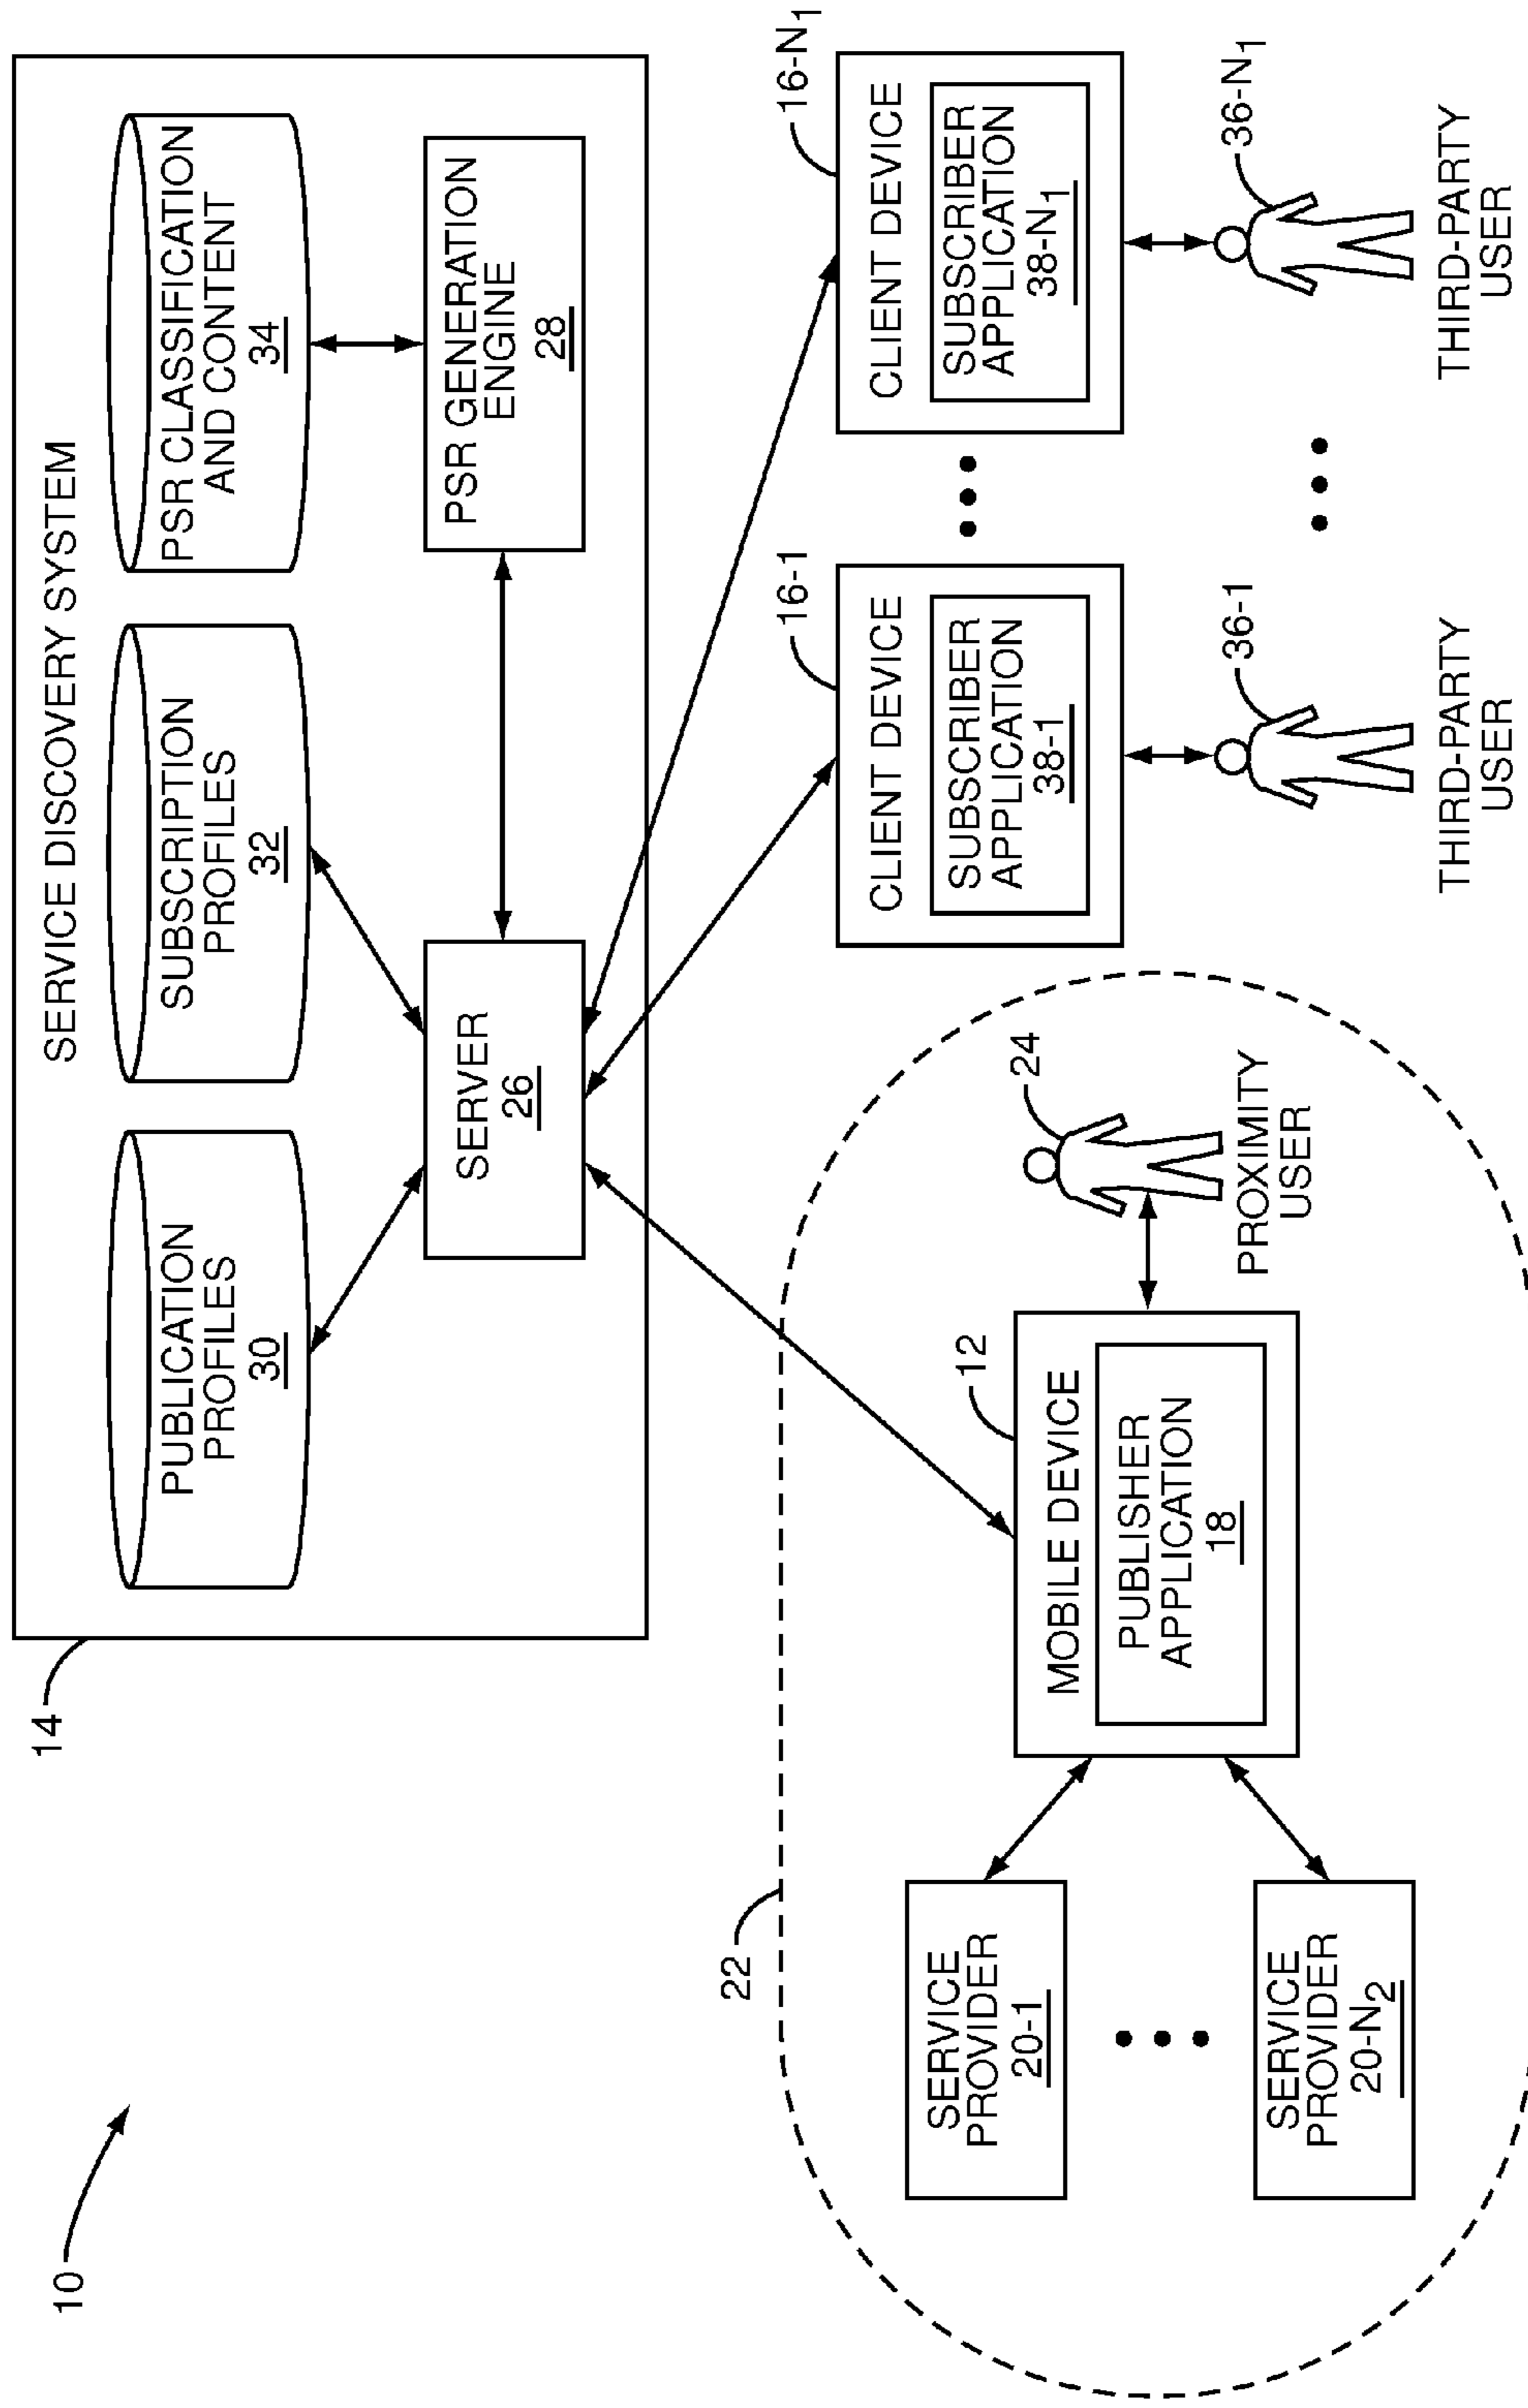 10
14
SERVICE DISCOVERY SYSTEM
PUBLICATION
PROFILES
30
SUBSCRIPTION
PROFILES
32
PSR CLASSIFICATION
AND CONTENT
34
SERVER
26
PSR GENERATION
ENGINE
28
22
SERVICE
PROVIDER
20-1
SERVICE
PROVIDER
20-N2
12
MOBILE DEVICE
PUBLISHER
APPLICATION
18
24
PROXIMITY
USER
16-1
CLIENT DEVICE
SUBSCRIBER
APPLICATION
38-1
36-1
THIRD-PARTY
USER
16-N1
CLIENT DEVICE
SUBSCRIBER
APPLICATION
38-N1
36-N1
THIRD-PARTY
USER